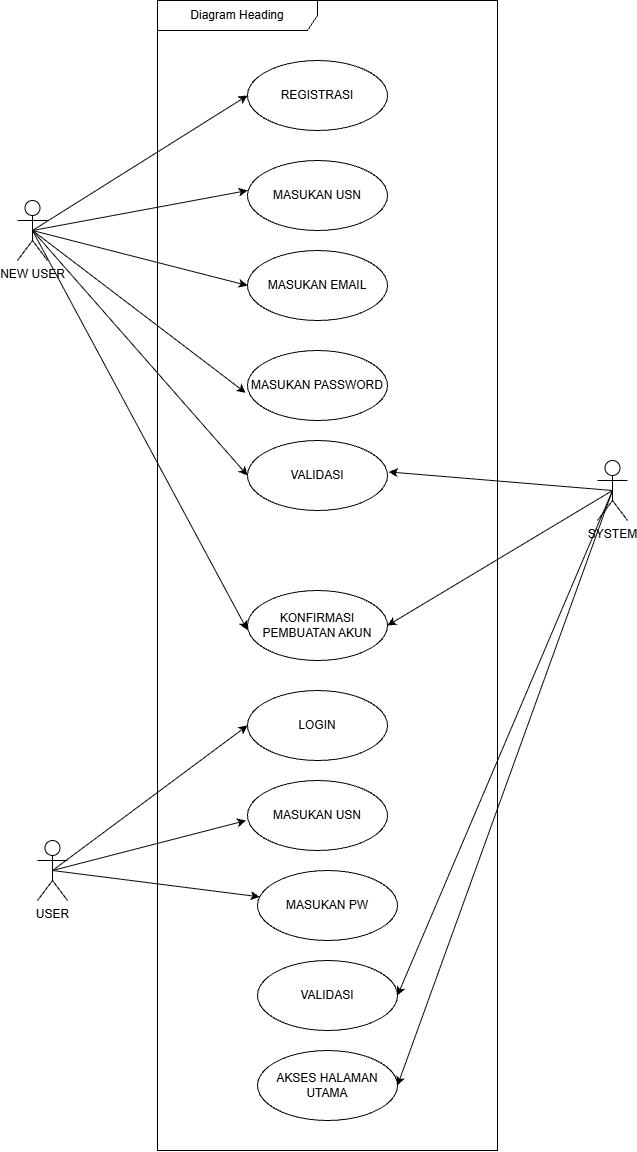 Diagram Heading
REGISTRASI
MASUKAN USN
NEW USER
MASUKAN EMAIL
MASUKAN PASSWORD
VALIDASI
SYSTEM
KONFIRMASI
PEMBUATAN AKUN
LOGIN
MASUKAN USN
USER
MASUKAN PW
VALIDASI
AKSES HALAMAN
UTAMA